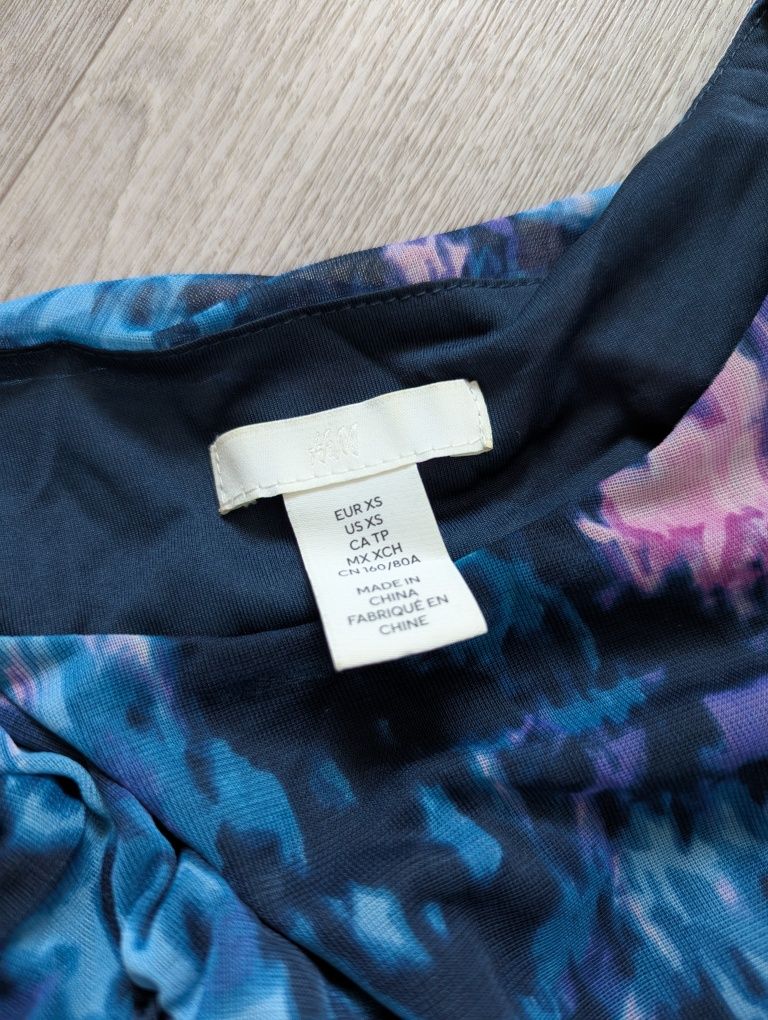 H&M
EUR XS
US XS
CA TP
MX XCH
CN 160/80A
MADE IN
CHINA
FABRIQUÉ EN
CHINE